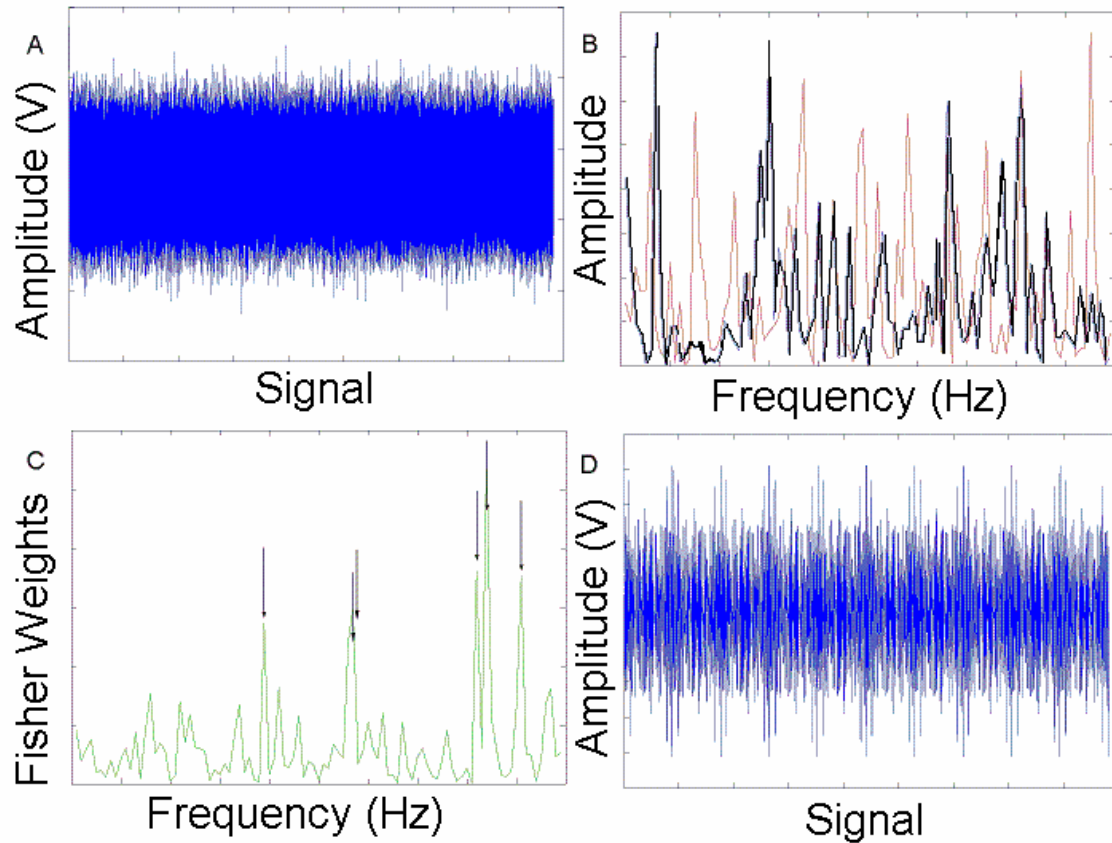 A
Amplitude (V)
Signal
B
Amplitude
Frequency (Hz)
C
Fisher Weights
Frequency (Hz)
D
Amplitude (V)
Signal